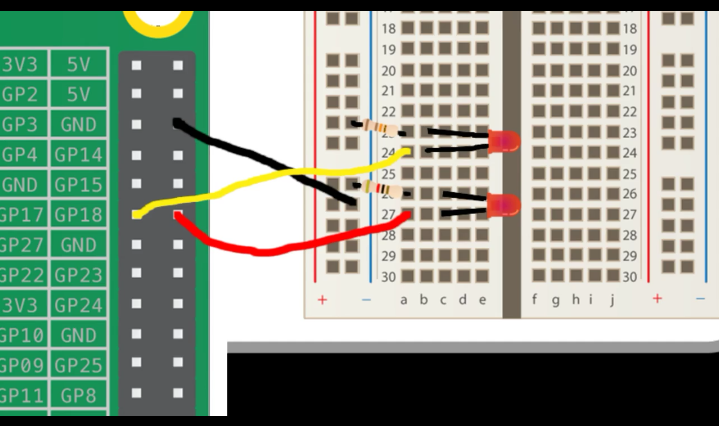 3V3 5V
GP2 5V
GP3 GND
GP4 GP14
GND GP15
GP17 GP18
GP27 GND
GP22 GP23
3V3 GP24
GP10 GND
GP09 GP25
GP11 GP8
18 18
19 19
20 20
21 21
22 22
23 23
24 24
25 25
26 26
27 27
28 28
29 29
30 30
+ − a b c d e f g h i j + −